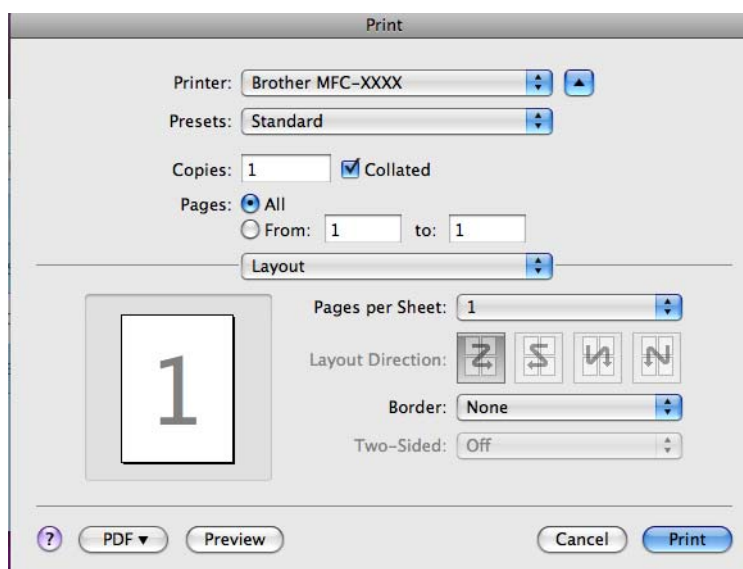 Print
Printer: Brother MFC-XXXX
Presets: Standard
Copies: 1 Collated
Pages: All
From: 1 to: 1
Layout
Pages per Sheet: 1
Layout Direction:
Border: None
Two-Sided: Off
1
? PDF ▼ Preview Cancel Print